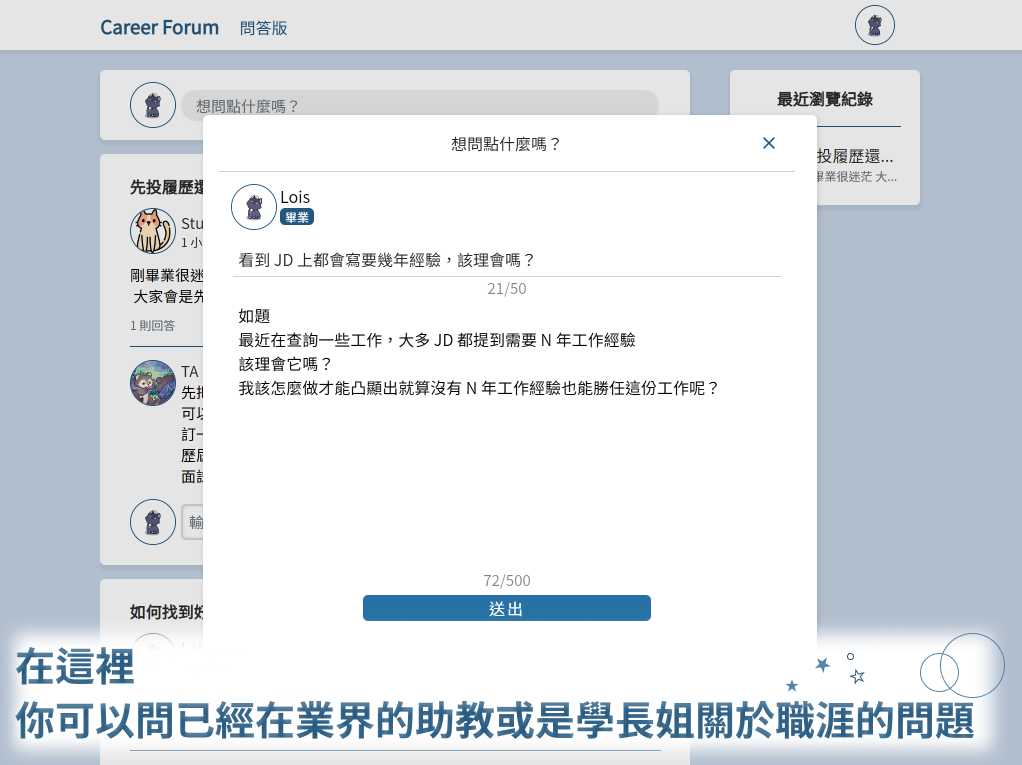 Career Forum 問答版
想問點什麼嗎？
最近瀏覽紀錄
想問點什麼嗎？
投履歷還...
畢業很迷茫 大...
先投履歷還
Lois
畢業
Stu
1 小
看到 JD 上都會寫要幾年經驗，該理會嗎？
21/50
剛畢業很迷
大家會是先
1 則回答
如題
最近在查詢一些工作，大多 JD 都提到需要 N 年工作經驗
該理會它嗎？
我該怎麼做才能凸顯出就算沒有 N 年工作經驗也能勝任這份工作呢？
TA
先把
可以
訂一
歷屆
面試
輸
72/500
送出
如何找到好
在這裡
你可以問已經在業界的助教或是學長姐關於職涯的問題